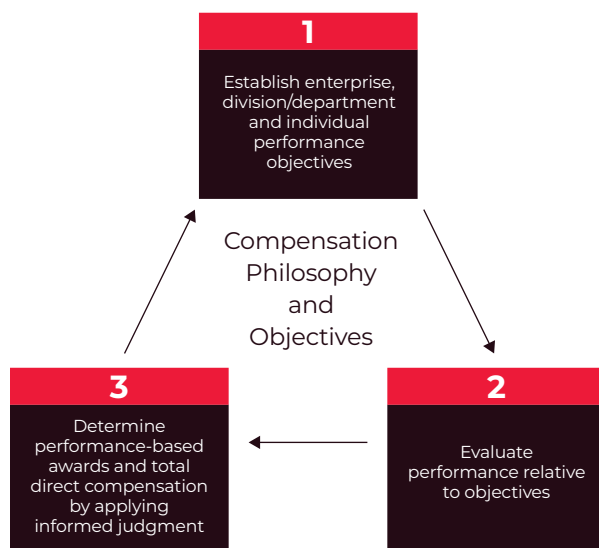 1
Establish enterprise,
division/department
and individual
performance
objectives
Compensation
Philosophy
and
Objectives
3
Determine
performance-based
awards and total
direct compensation
by applying
informed judgment
2
Evaluate
performance relative
to objectives